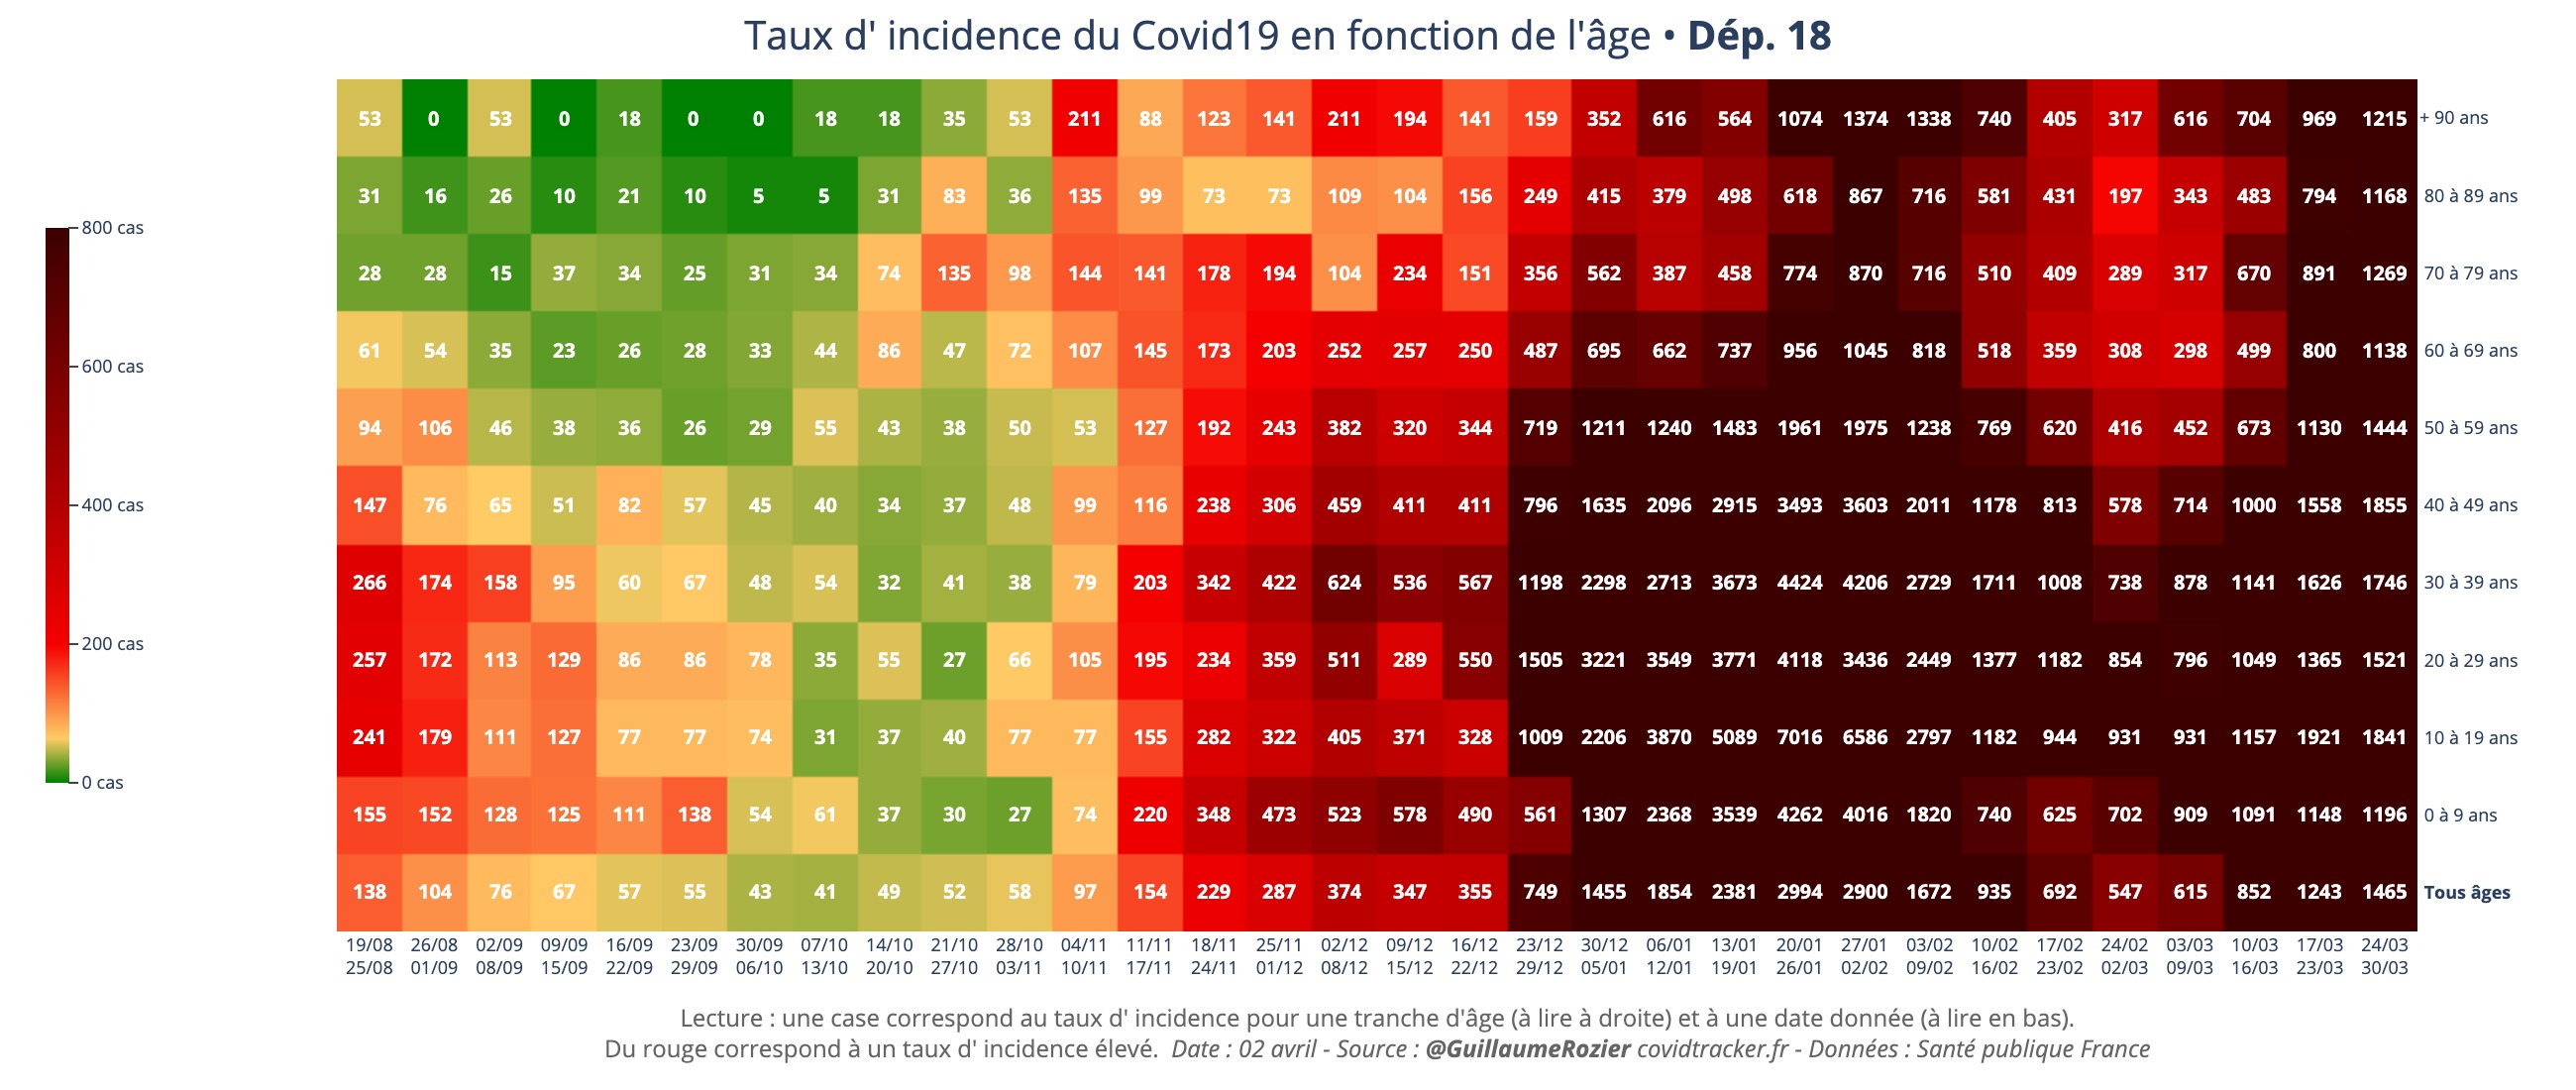 Taux d' incidence du Covid19 en fonction de l'âge • Dép. 18
53 0 53 0 18 0 0 18 18 35 53 211 88 123 141 211 194 141 159 352 616 564 1074 1374 1338 740 405 317 616 704 969 1215 + 90 ans
31 16 26 10 21 10 5 5 31 83 36 135 99 73 73 109 104 156 249 415 379 498 618 867 716 581 431 197 343 483 794 1168 80 à 89 ans
28 28 15 37 34 25 31 34 74 135 98 144 141 178 194 104 234 151 356 562 387 458 774 870 716 510 409 289 317 670 891 1269 70 à 79 ans
61 54 35 23 26 28 33 44 86 47 72 107 145 173 203 252 257 250 487 695 662 737 956 1045 818 518 359 308 298 499 800 1138 60 à 69 ans
94 106 46 38 36 26 29 55 43 38 50 53 127 192 243 382 320 344 719 1211 1240 1483 1961 1975 1238 769 620 416 452 673 1130 1444 50 à 59 ans
147 76 65 51 82 57 45 40 34 37 48 99 116 238 306 459 411 411 796 1635 2096 2915 3493 3603 2011 1178 813 578 714 1000 1558 1855 40 à 49 ans
266 174 158 95 60 67 48 54 32 41 38 79 203 342 422 624 536 567 1198 2298 2713 3673 4424 4206 2729 1711 1008 738 878 1141 1626 1746 30 à 39 ans
257 172 113 129 86 86 78 35 55 27 66 105 195 234 359 511 289 550 1505 3221 3549 3771 4118 3436 2449 1377 1182 854 796 1049 1365 1521 20 à 29 ans
241 179 111 127 77 77 74 31 37 40 77 77 155 282 322 405 371 328 1009 2206 3870 5089 7016 6586 2797 1182 944 931 931 1157 1921 1841 10 à 19 ans
155 152 128 125 111 138 54 61 37 30 27 74 220 348 473 523 578 490 561 1307 2368 3539 4262 4016 1820 740 625 702 909 1091 1148 1196 0 à 9 ans
138 104 76 67 57 55 43 41 49 52 58 97 154 229 287 374 347 355 749 1455 1854 2381 2994 2900 1672 935 692 547 615 852 1243 1465 Tous âges
800 cas
600 cas
400 cas
200 cas
0 cas
19/08 26/08 02/09 09/09 16/09 23/09 30/09 07/10 14/10 21/10 28/10 04/11 11/11 18/11 25/11 02/12 09/12 16/12 23/12 30/12 06/01 13/01 20/01 27/01 03/02 10/02 17/02 24/02 03/03 10/03 17/03 24/03
25/08 01/09 08/09 15/09 22/09 29/09 06/10 13/10 20/10 27/10 03/11 10/11 17/11 24/11 01/12 08/12 15/12 22/12 29/12 05/01 12/01 19/01 26/01 02/02 09/02 16/02 23/02 02/03 09/03 16/03 23/03 30/03
Lecture : une case correspond au taux d' incidence pour une tranche d'âge (à lire à droite) et à une date donnée (à lire en bas).
Du rouge correspond à un taux d' incidence élevé. Date : 02 avril - Source : @GuillaumeRozier covidtracker.fr - Données : Santé publique France